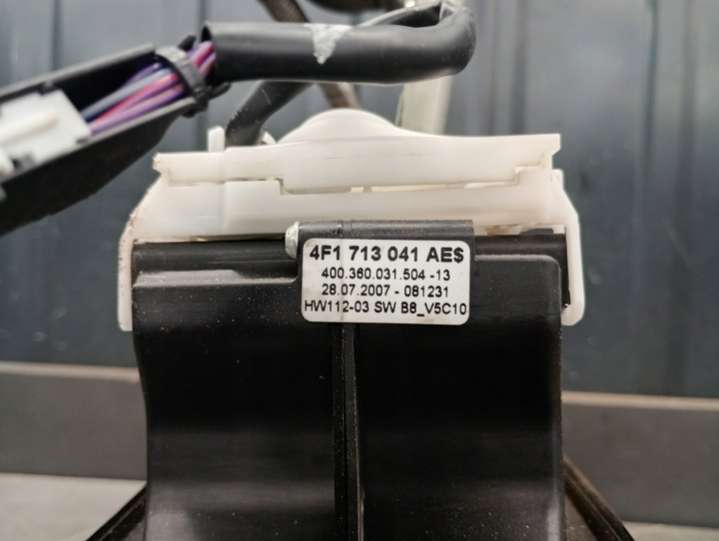 4F1 713 041 AE$
400.360.031.504 -13
28.07.2007 - 081231
HW112-03 SW B8_V5C10